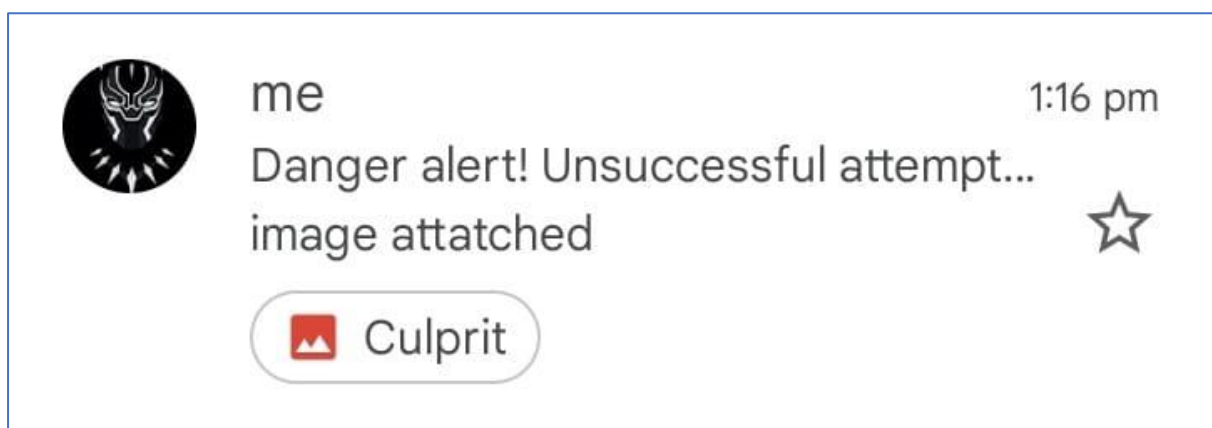 me
1:16 pm
Danger alert! Unsuccessful attempt...
image attatched
Culprit